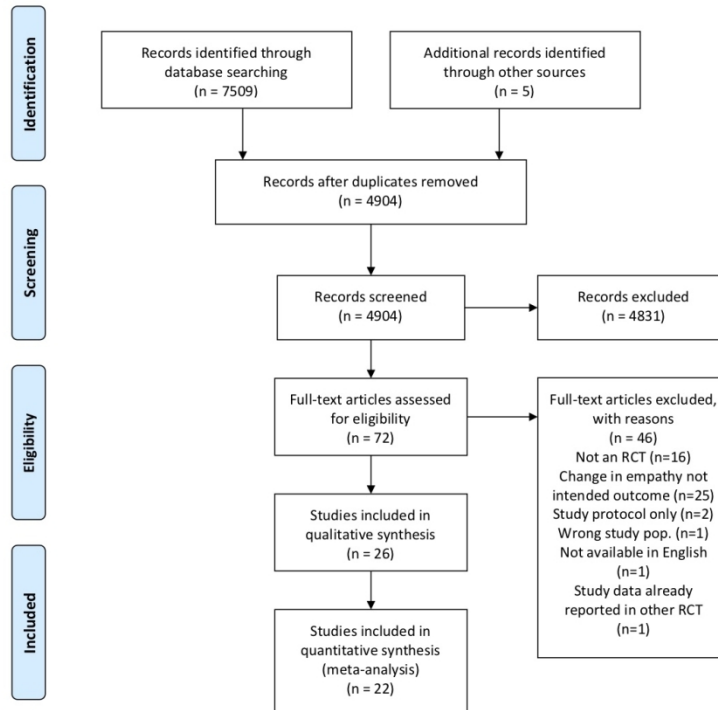 Identification
Records identified through
database searching
(n = 7509)
Additional records identified
through other sources
(n = 5)
Records after duplicates removed
(n = 4904)
Screening
Records screened
(n = 4904)
Records excluded
(n = 4831)
Eligibility
Full-text articles assessed
for eligibility
(n = 72)
Full-text articles excluded,
with reasons
(n = 46)
Not an RCT (n=16)
Change in empathy not
intended outcome (n=25)
Study protocol only (n=2)
Wrong study pop. (n=1)
Not available in English
(n=1)
Study data already
reported in other RCT
(n=1)
Studies included in
qualitative synthesis
(n = 26)
Included
Studies included in
quantitative synthesis
(meta-analysis)
(n = 22)